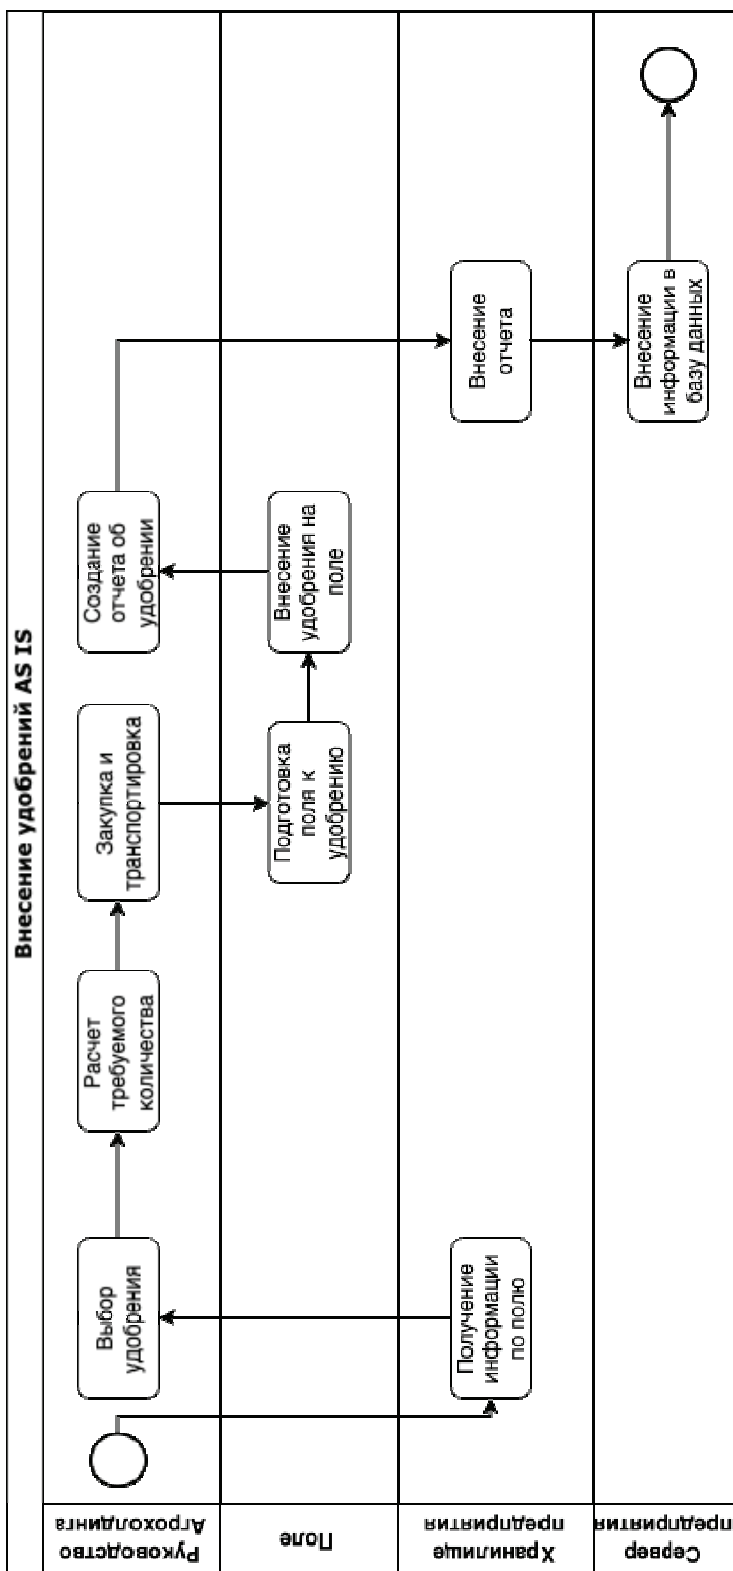 Внесение удобрений AS IS
Руководство
Агрохолдинга
Выбор
удобрения
Расчет
требуемого
количества
Закупка и
транспортировка
Создание
отчета об
удобрении
Поле
Подготовка
поля к
удобрению
Внесение
удобрения на
поле
Хранилище
предприятия
Получение
информации
по полю
Внесение
отчета
Сервер
предприятия
Внесение
информации в
базу данных